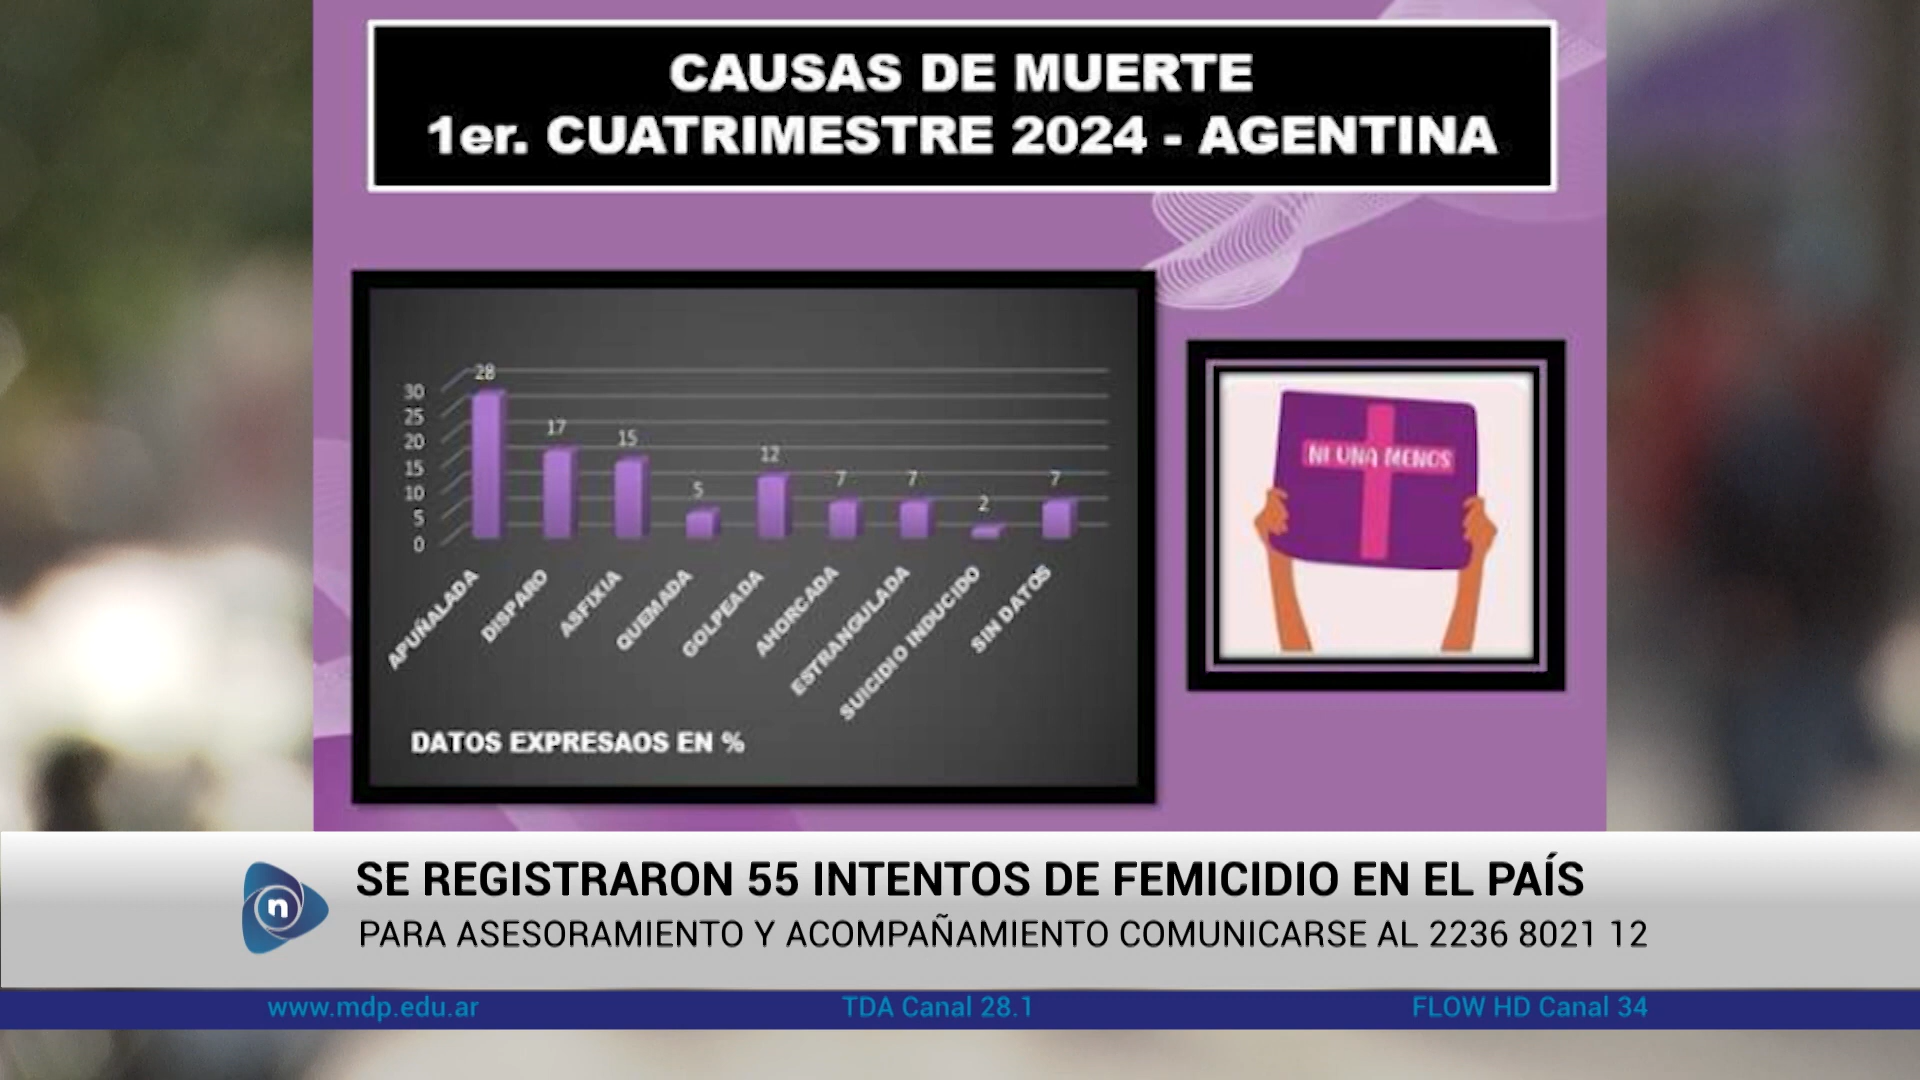 CAUSAS DE MUERTE
1er. CUATRIMESTRE 2024 - AGENTINA
30
25
20
15
10
5
0
28
17
15
5
12
7
7
2
7
APUÑALADA
DISPARO
ASFIXIA
QUEMADA
GOLPEADA
AHORCADA
ESTRANGULADA
SUICIDIO INDUCIDO
SIN DATOS
DATOS EXPRESAOS EN %
NI UNA MENOS
n
SE REGISTRARON 55 INTENTOS DE FEMICIDIO EN EL PAÍS
PARA ASESORAMIENTO Y ACOMPAÑAMIENTO COMUNICARSE AL 2236 8021 12
www.mdp.edu.ar
TDA Canal 28.1
FLOW HD Canal 34